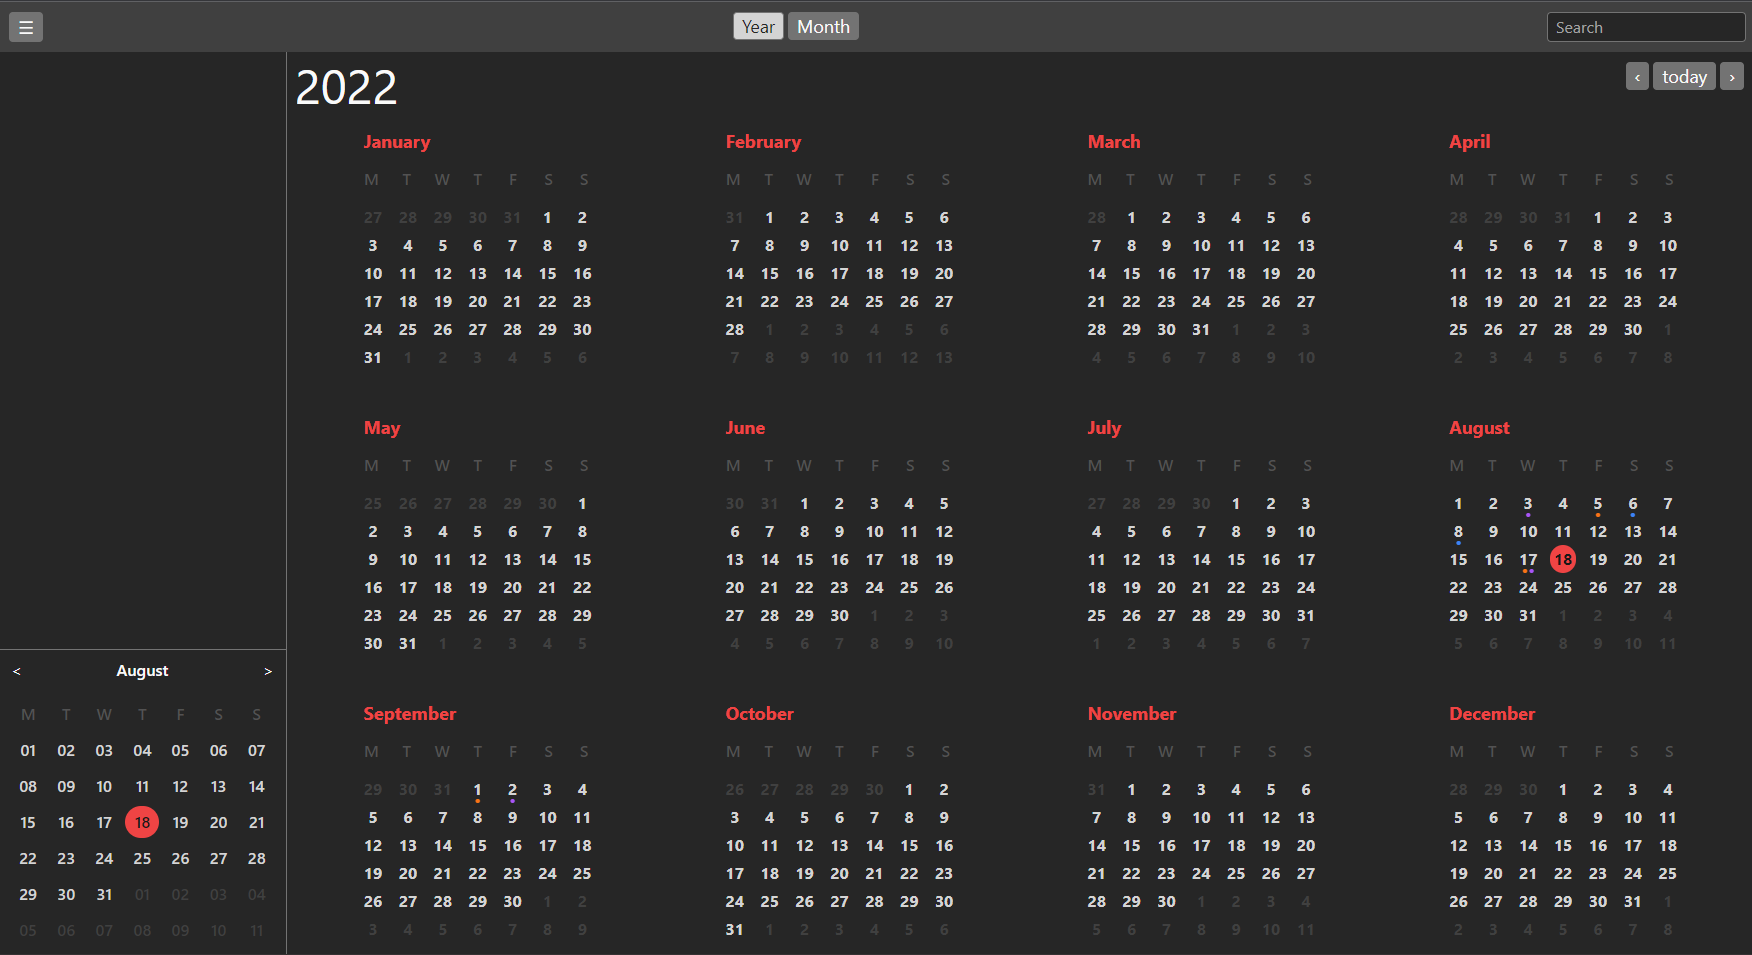 ☰ Year Month Search
2022 ‹ today ›
January February March April
M T W T F S S M T W T F S S M T W T F S S M T W T F S S
27 28 29 30 31 1 2 31 1 2 3 4 5 6 28 1 2 3 4 5 6 28 29 30 31 1 2 3
3 4 5 6 7 8 9 7 8 9 10 11 12 13 7 8 9 10 11 12 13 4 5 6 7 8 9 10
10 11 12 13 14 15 16 14 15 16 17 18 19 20 14 15 16 17 18 19 20 11 12 13 14 15 16 17
17 18 19 20 21 22 23 21 22 23 24 25 26 27 21 22 23 24 25 26 27 18 19 20 21 22 23 24
24 25 26 27 28 29 30 28 1 2 3 4 5 6 28 29 30 31 1 2 3 25 26 27 28 29 30 1
31 1 2 3 4 5 6 7 8 9 10 11 12 13 4 5 6 7 8 9 10 2 3 4 5 6 7 8
May June July August
M T W T F S S M T W T F S S M T W T F S S M T W T F S S
25 26 27 28 29 30 1 30 31 1 2 3 4 5 27 28 29 30 1 2 3 1 2 3 4 5 6 7
2 3 4 5 6 7 8 6 7 8 9 10 11 12 4 5 6 7 8 9 10 8 9 10 11 12 13 14
9 10 11 12 13 14 15 13 14 15 16 17 18 19 11 12 13 14 15 16 17 15 16 17 18 19 20 21
16 17 18 19 20 21 22 20 21 22 23 24 25 26 18 19 20 21 22 23 24 22 23 24 25 26 27 28
23 24 25 26 27 28 29 27 28 29 30 1 2 3 25 26 27 28 29 30 31 29 30 31 1 2 3 4
30 31 1 2 3 4 5 4 5 6 7 8 9 10 1 2 3 4 5 6 7 5 6 7 8 9 10 11
September October November December
M T W T F S S M T W T F S S M T W T F S S M T W T F S S
29 30 31 1 2 3 4 26 27 28 29 30 1 2 31 1 2 3 4 5 6 28 29 30 1 2 3 4
5 6 7 8 9 10 11 3 4 5 6 7 8 9 7 8 9 10 11 12 13 5 6 7 8 9 10 11
12 13 14 15 16 17 18 10 11 12 13 14 15 16 14 15 16 17 18 19 20 12 13 14 15 16 17 18
19 20 21 22 23 24 25 17 18 19 20 21 22 23 21 22 23 24 25 26 27 19 20 21 22 23 24 25
26 27 28 29 30 1 2 24 25 26 27 28 29 30 28 29 30 1 2 3 4 26 27 28 29 30 31 1
3 4 5 6 7 8 9 31 1 2 3 4 5 6 5 6 7 8 9 10 11 2 3 4 5 6 7 8
< August >
M T W T F S S
01 02 03 04 05 06 07
08 09 10 11 12 13 14
15 16 17 18 19 20 21
22 23 24 25 26 27 28
29 30 31 01 02 03 04
05 06 07 08 09 10 11